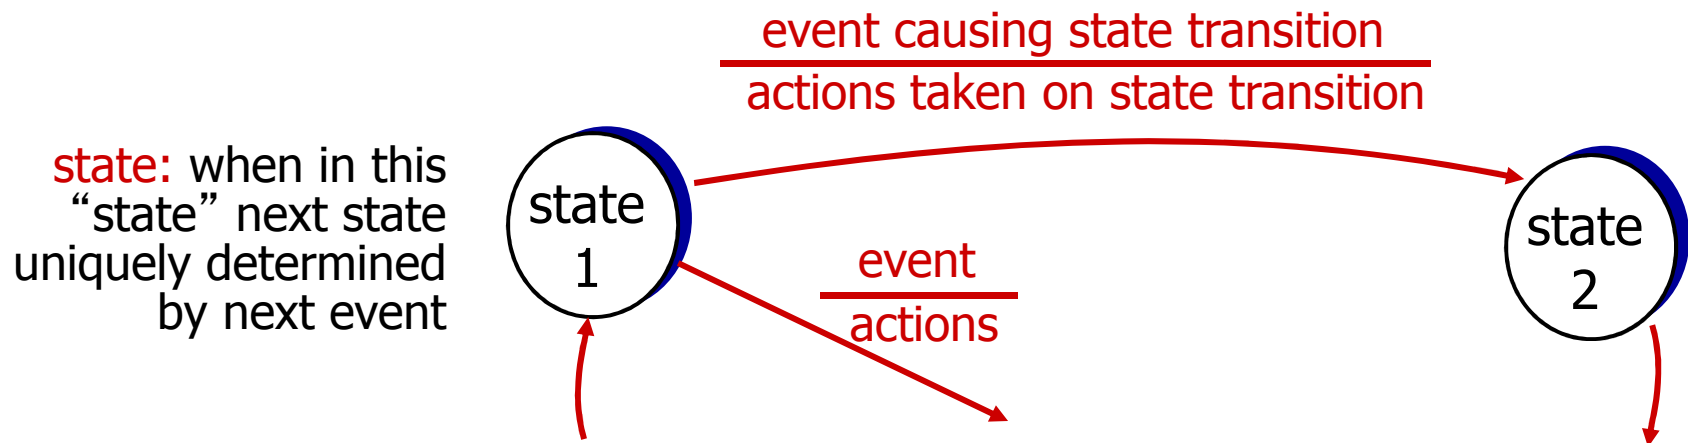 event causing state transition
actions taken on state transition
state: when in this
“state” next state
uniquely determined
by next event
state
1
event
actions
state
2